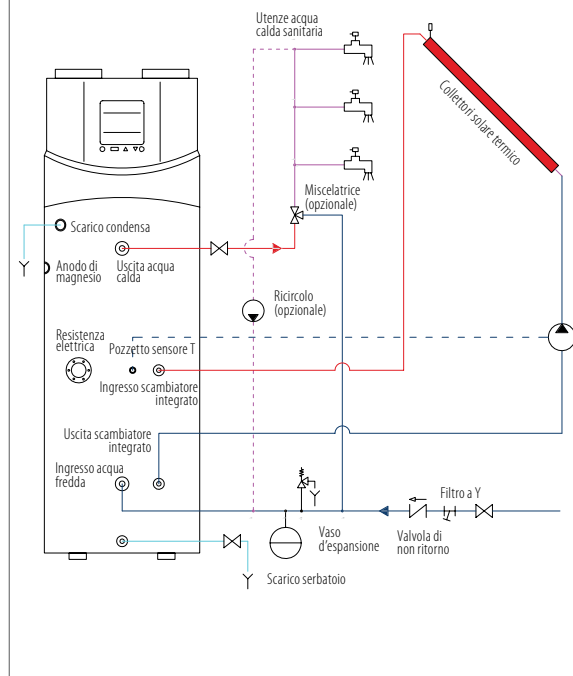 Utenze acqua
calda sanitaria
Collettori solare termico
Miscelatrice
(opzionale)
Scarico condensa
Anodo di
magnesio
Uscita acqua
calda
Ricircolo
(opzionale)
Resistenza
elettrica
Pozzetto sensore T
Ingresso scambiatore
integrato
Uscita scambiatore
integrato
Ingresso acqua
fredda
Filtro a Y
Vaso
d'espansione
Valvola di
non ritorno
Scarico serbatoio